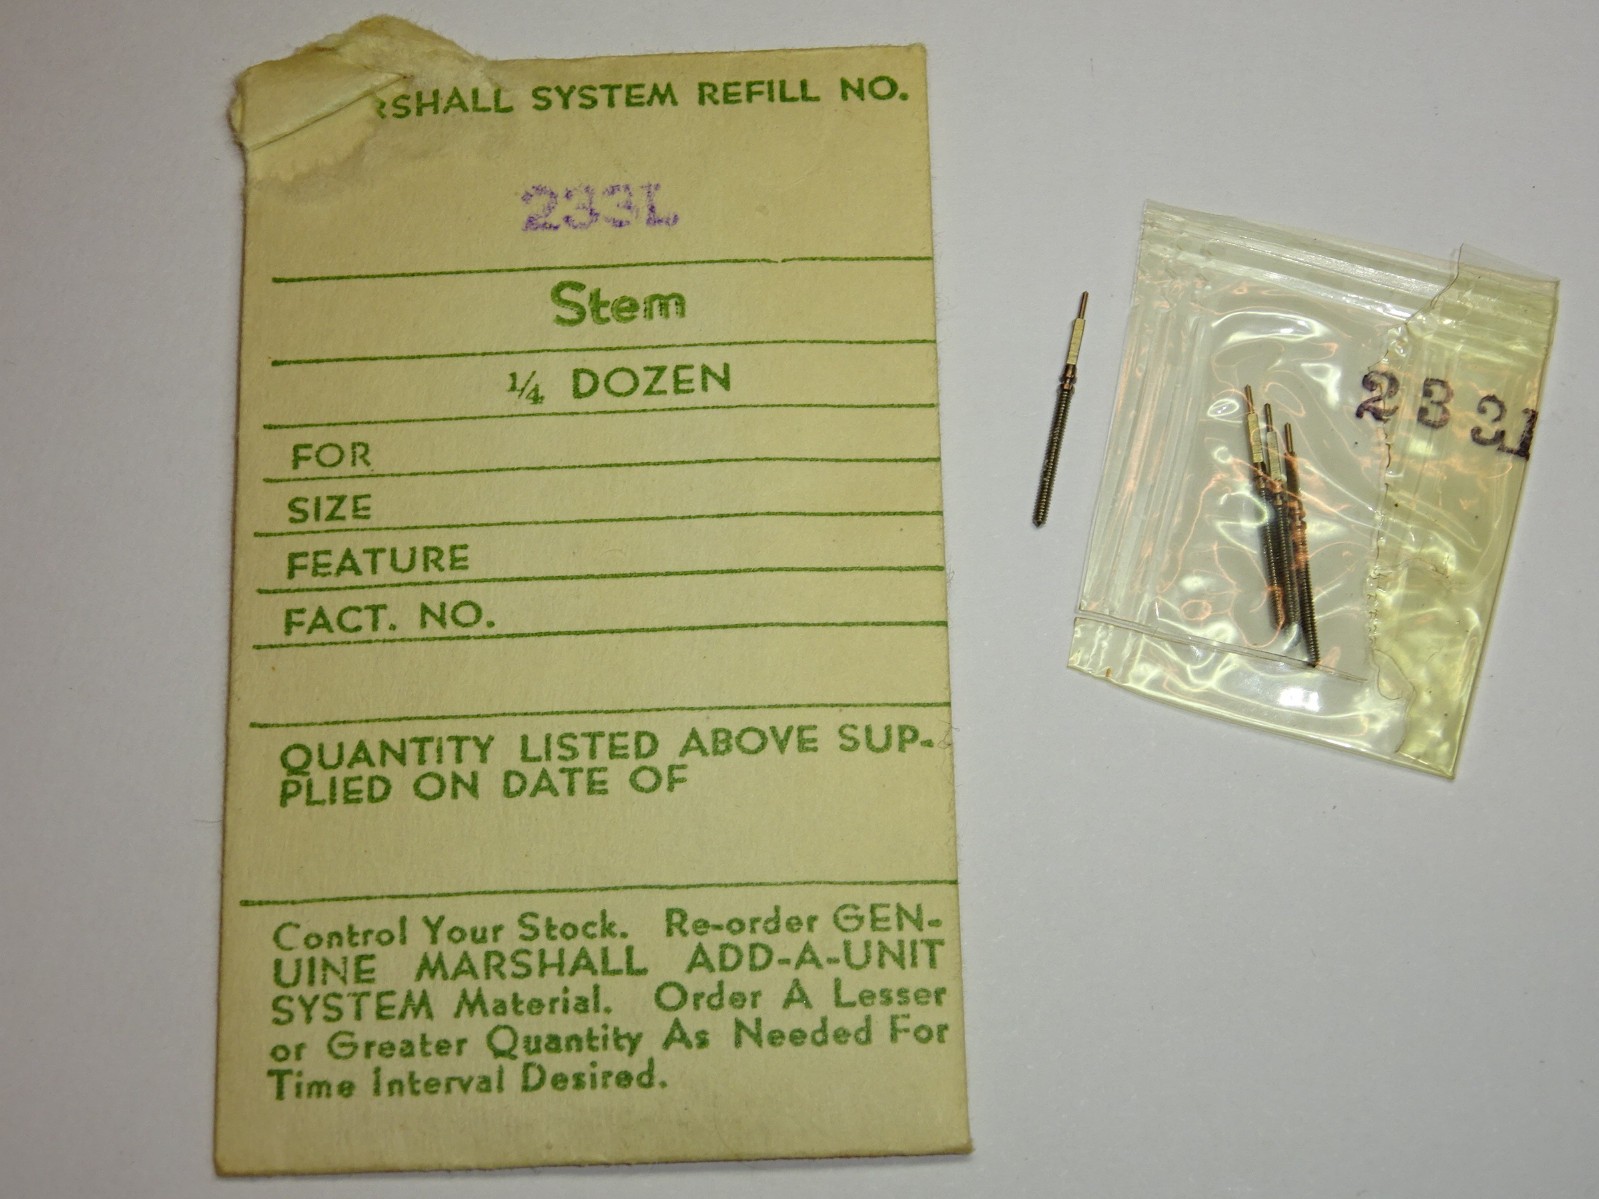 RSHALL SYSTEM REFILL NO.
233L
Stem
1/4 DOZEN
FOR
SIZE
FEATURE
FACT. NO.
QUANTITY LISTED ABOVE SUP-
PLIED ON DATE OF
Control Your Stock. Re-order GEN-
UINE MARSHALL ADD-A-UNIT
SYSTEM Material. Order A Lesser
or Greater Quantity As Needed For
Time Interval Desired.
233L